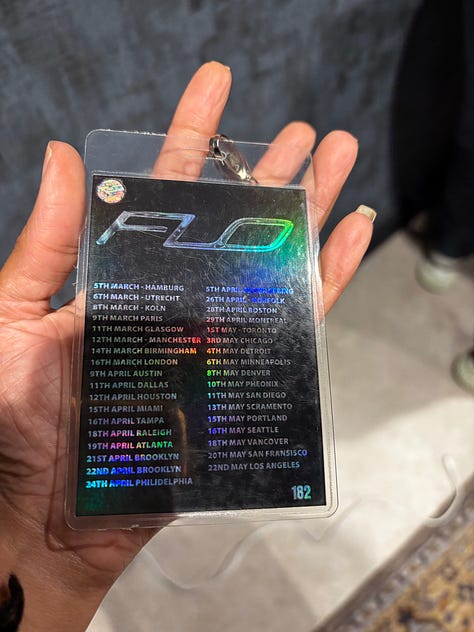 FLO
5TH MARCH - HAMBURG
6TH MARCH - UTRECHT
8TH MARCH - KOLN
9TH MARCH PARIS
11TH MARCH GLASGOW
12TH MARCH - MANCHESTER
14TH MARCH BIRMINGHAM
16TH MARCH LONDON
9TH APRIL AUSTIN
11TH APRIL DALLAS
12TH APRIL HOUSTON
15TH APRIL MIAMI
16TH APRIL TAMPA
18TH APRIL RALEIGH
19TH APRIL ATLANTA
21ST APRIL BROOKLYN
22ND APRIL BROOKLYN
24TH APRIL PHILIDELPHIA
5TH APRIL
26TH APRIL - NORFOLK
28TH APRIL BOSTON
29TH APRIL MONTREAL
1ST MAY - TORONTO
3RD MAY CHICAGO
4TH MAY DETROIT
6TH MAY MINNEAPOLIS
8TH MAY DENVER
10TH MAY PHEONIX
11TH MAY SAN DIEGO
13TH MAY SCRAMENTO
15TH MAY PORTLAND
16TH MAY SEATTLE
18TH MAY VANCOUVER
20TH MAY SAN FRANSISCO
22ND MAY LOS ANGELES
182